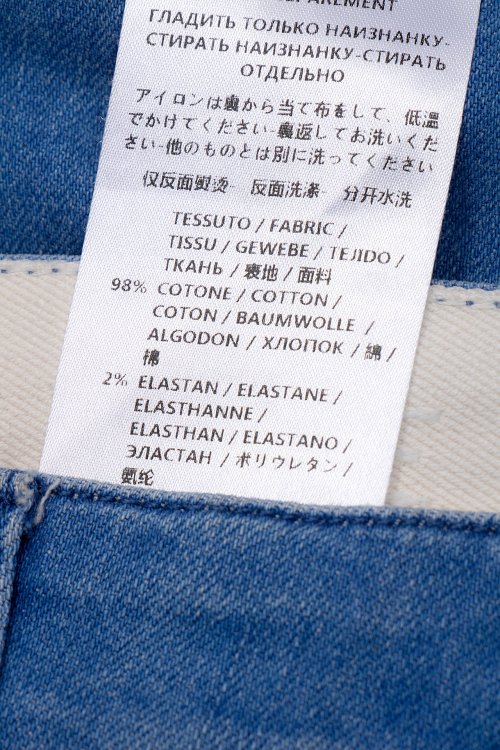 ГЛАДИТЬ ТОЛЬКО НАИЗНАНКУ-
СТИРАТЬ НАИЗНАНКУ-СТИРАТЬ
ОТДЕЛЬНО
アイロンは裏から当て布をして、低温
でかけてください-裏返してお洗いくだ
さい-他のものとは別に洗ってください
仅反面熨烫- 反面洗涤- 分开水洗
TESSUTO / FABRIC /
TISSU / GEWEBE / TEJIDO /
ТКАНЬ / 表地 / 面料
98% COTONE / COTTON /
COTON / BAUMWOLLE /
ALGODON / ХЛОПОК / 綿 /
棉
2% ELASTAN / ELASTANE /
ELASTHANNE /
ELASTHAN / ELASTANO /
ЭЛАСТАН / ポリウレタン /
氨纶